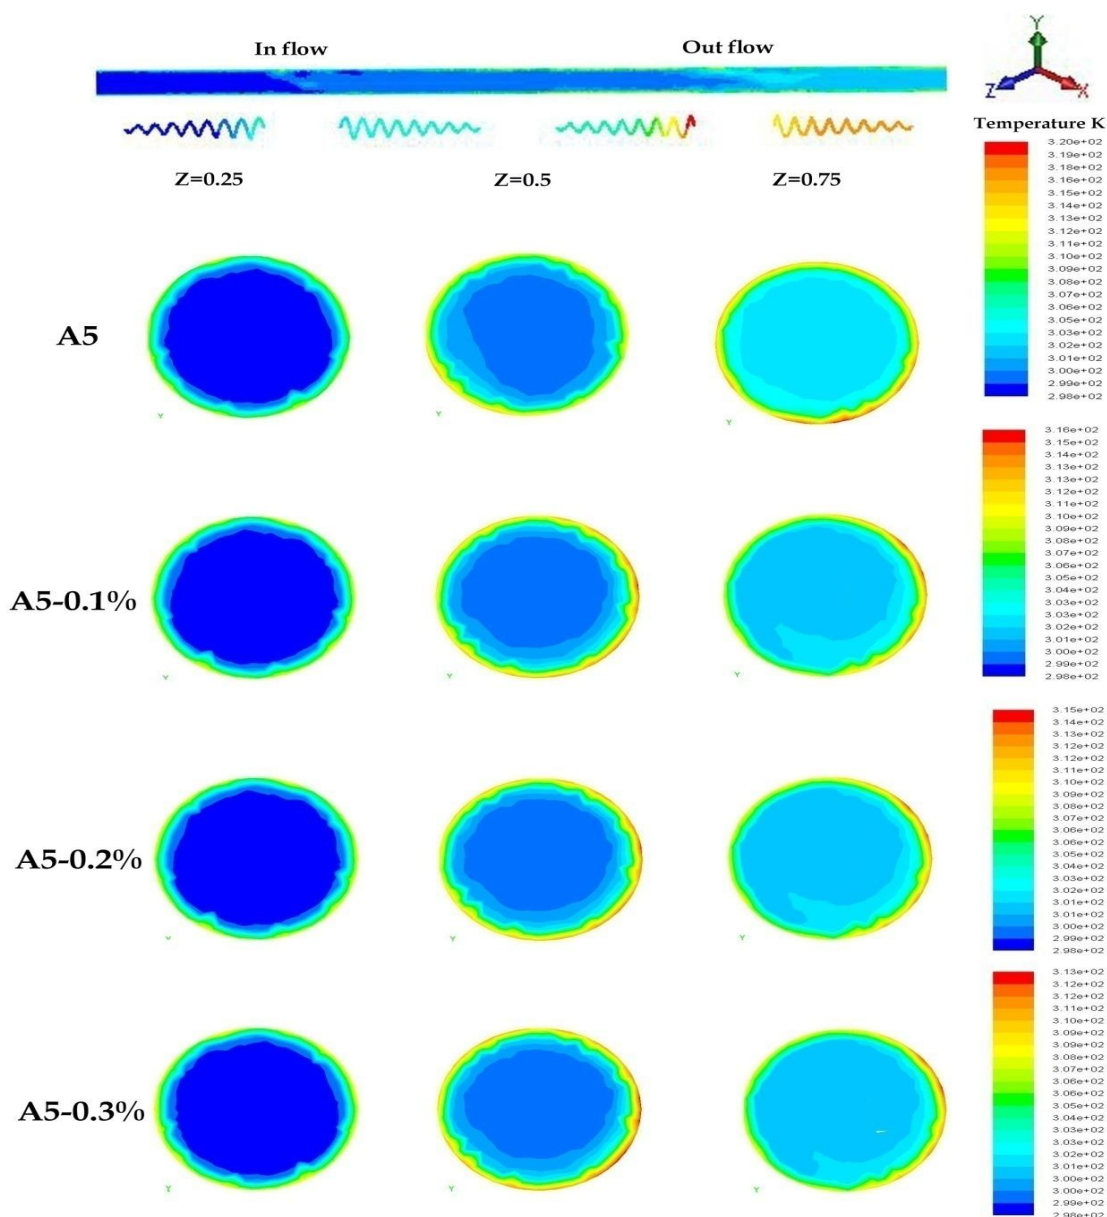 In flow
Out flow
Y
Z
X
Temperature K
Z=0.25
Z=0.5
Z=0.75
3.20e+02
3.19e+02
3.18e+02
3.16e+02
3.15e+02
3.14e+02
3.13e+02
3.12e+02
3.11e+02
3.10e+02
3.09e+02
3.08e+02
3.07e+02
3.06e+02
3.05e+02
3.03e+02
3.02e+02
3.01e+02
3.00e+02
2.99e+02
2.98e+02
A5
Y
Y
Y
3.16e+02
3.15e+02
3.14e+02
3.13e+02
3.13e+02
3.12e+02
3.11e+02
3.10e+02
3.09e+02
3.08e+02
3.07e+02
3.06e+02
3.05e+02
3.04e+02
3.03e+02
3.03e+02
3.02e+02
3.01e+02
3.00e+02
2.99e+02
2.98e+02
A5-0.1%
Y
Y
Y
3.15e+02
3.14e+02
3.13e+02
3.12e+02
3.12e+02
3.11e+02
3.10e+02
3.09e+02
3.08e+02
3.07e+02
3.06e+02
3.06e+02
3.05e+02
3.04e+02
3.03e+02
3.02e+02
3.01e+02
3.01e+02
3.00e+02
2.99e+02
2.98e+02
A5-0.2%
Y
Y
Y
3.13e+02
3.12e+02
3.12e+02
3.11e+02
3.10e+02
3.09e+02
3.09e+02
3.08e+02
3.07e+02
3.06e+02
3.06e+02
3.05e+02
3.04e+02
3.03e+02
3.03e+02
3.02e+02
3.01e+02
3.00e+02
3.00e+02
2.99e+02
2.98e+02
A5-0.3%
Y
Y
Y